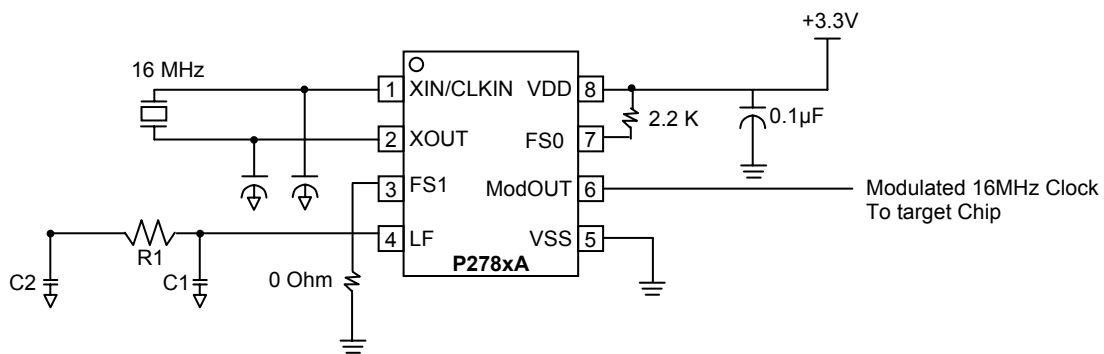 +3.3V
16 MHz
1 XIN/CLKIN VDD 8
2.2 K
0.1µF
2 XOUT FS0 7
3 FS1 ModOUT 6
Modulated 16MHz Clock
To target Chip
4 LF VSS 5
R1
C2
C1
0 Ohm
P278xA